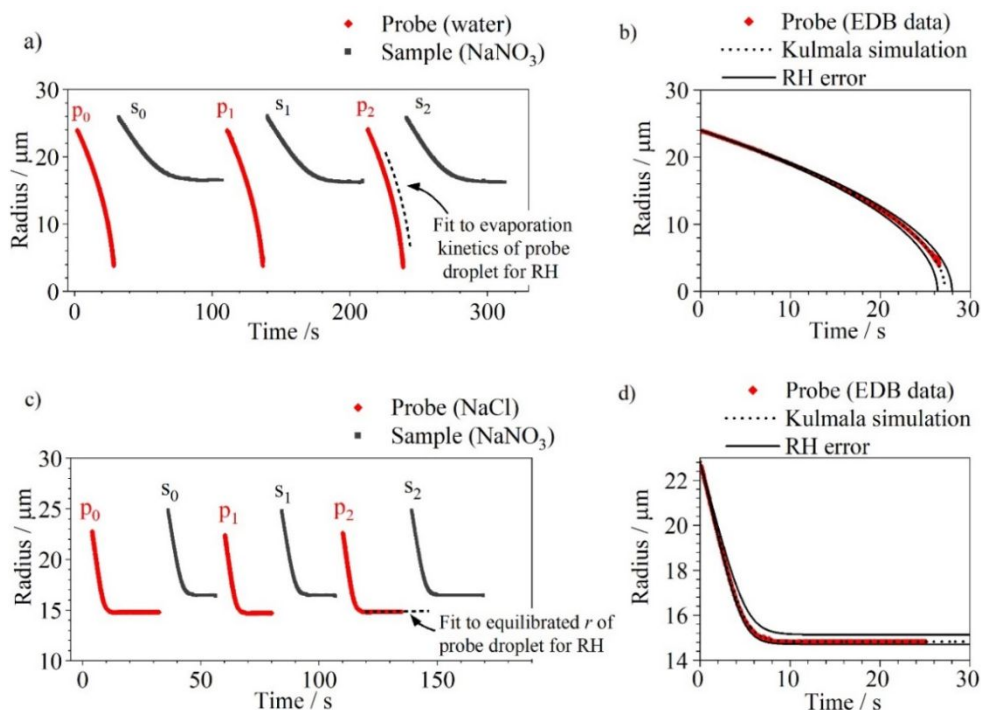 a)
Probe (water)
Sample (NaNO₃)
30
20
10
0
Radius / μm
p₀ s₀ p₁ s₁ p₂ s₂
Fit to evaporation
kinetics of probe
droplet for RH
0 100 200 300
Time /s
b)
Probe (EDB data)
Kulmala simulation
RH error
30
20
10
0
Radius / μm
0 10 20 30
Time / s
c)
Probe (NaCl)
Sample (NaNO₃)
30
25
20
15
10
Radius / μm
p₀ s₀ p₁ s₁ p₂ s₂
Fit to equilibrated r of
probe droplet for RH
0 50 100 150
Time / s
d)
Probe (EDB data)
Kulmala simulation
RH error
22
20
18
16
14
Radius / μm
0 10 20 30
Time / s